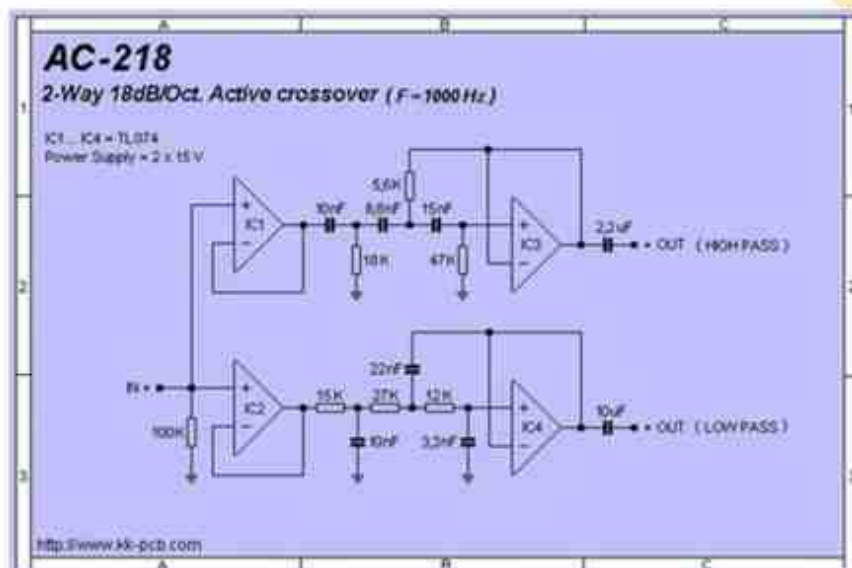 A B C
AC-218
1
2-Way 18dB/Oct. Active crossover ( F = 1000 Hz )
IC1... IC4 = TL074
Power Supply = 2 x 15 V
5,6K
10nF 6,8nF 15nF
IC1 IC3
2,2uF
OUT ( HIGH PASS )
18K 47K
2 2
22nF
IN
15K 27K 12K
IC2 IC4
10uF
OUT ( LOW PASS )
100K
10nF 3,3nF
3
http://www.kk-pcb.com
A B C